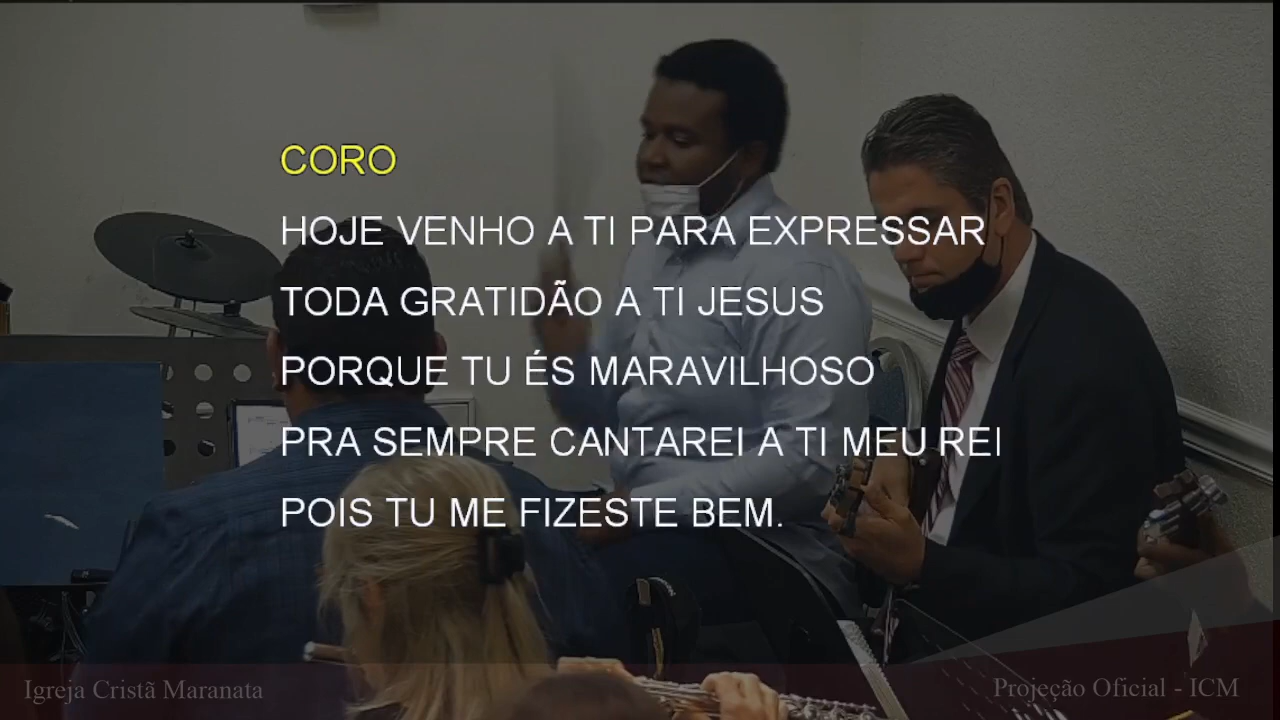 CORO
HOJE VENHO A TI PARA EXPRESSAR
TODA GRATIDÃO A TI JESUS
PORQUE TU ÉS MARAVILHOSO
PRA SEMPRE CANTAREI A TI MEU REI
POIS TU ME FIZESTE BEM.
Igreja Cristã Maranata
Projeção Oficial - ICM